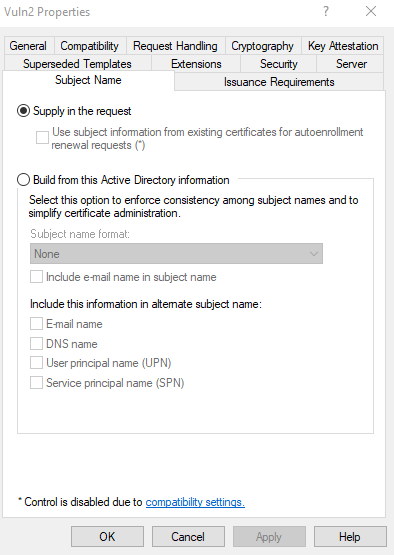 Vuln2 Properties
General Compatibility Request Handling Cryptography Key Attestation
Superseded Templates Extensions Security Server
Subject Name Issuance Requirements
Supply in the request
Use subject information from existing certificates for autoenrollment
renewal requests (*)
Build from this Active Directory information
Select this option to enforce consistency among subject names and to
simplify certificate administration.
Subject name format:
None
Include e-mail name in subject name
Include this information in alternate subject name:
E-mail name
DNS name
User principal name (UPN)
Service principal name (SPN)
* Control is disabled due to compatibility settings.
OK Cancel Apply Help